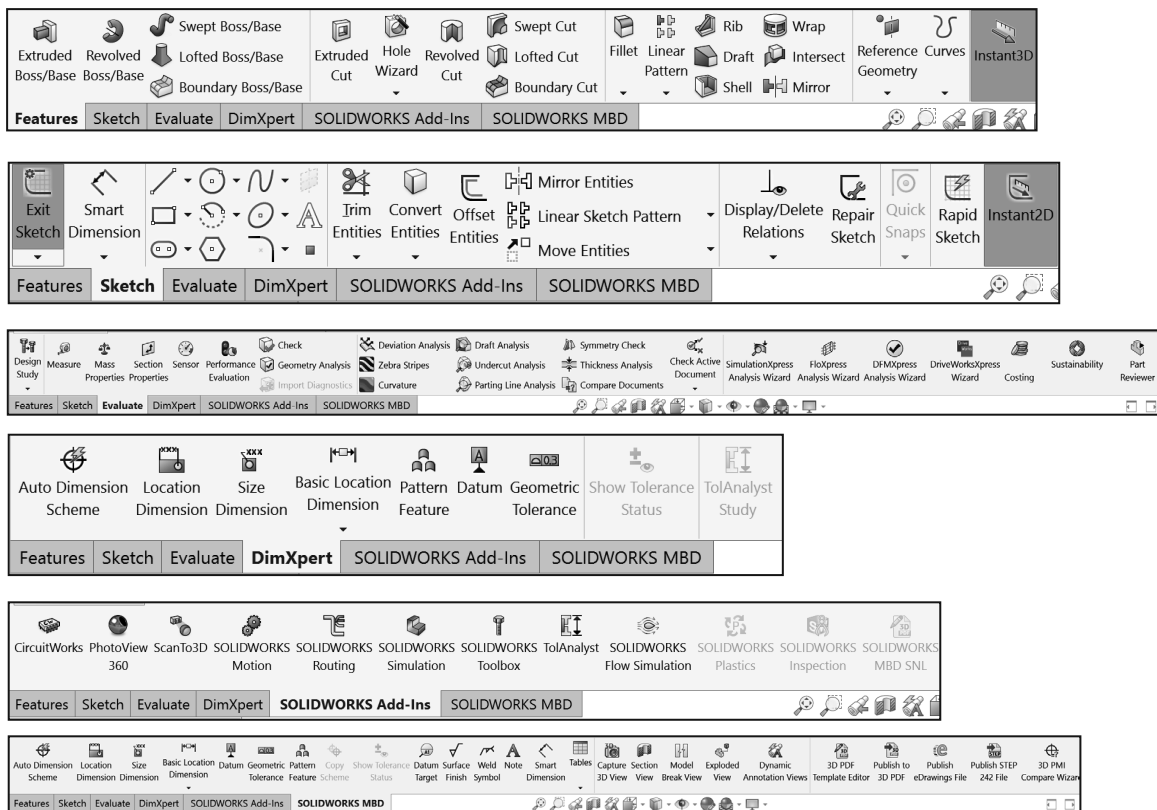 Extruded Boss/Base Revolved Boss/Base Swept Boss/Base Lofted Boss/Base Boundary Boss/Base Extruded Cut Hole Wizard Revolved Cut Swept Cut Lofted Cut Boundary Cut Fillet Linear Pattern Rib Draft Shell Wrap Intersect Mirror Reference Geometry Curves Instant3D
Features Sketch Evaluate DimXpert SOLIDWORKS Add-Ins SOLIDWORKS MBD
Exit Sketch Smart Dimension Trim Entities Convert Entities Offset Entities Mirror Entities Linear Sketch Pattern Move Entities Display/Delete Relations Repair Sketch Quick Snaps Rapid Sketch Instant2D
Features Sketch Evaluate DimXpert SOLIDWORKS Add-Ins SOLIDWORKS MBD
Design Study Measure Mass Properties Section Properties Sensor Performance Evaluation Check Geometry Analysis Import Diagnostics Deviation Analysis Zebra Stripes Curvature Draft Analysis Undercut Analysis Parting Line Analysis Symmetry Check Thickness Analysis Compare Documents Check Active Document SimulationXpress Analysis Wizard FloXpress Analysis Wizard DFMXpress Analysis Wizard DriveWorksXpress Wizard Costing Sustainability Part Reviewer
Features Sketch Evaluate DimXpert SOLIDWORKS Add-Ins SOLIDWORKS MBD
Auto Dimension Scheme Location Dimension Size Dimension Basic Location Dimension Pattern Feature Datum Geometric Tolerance Show Tolerance Status TolAnalyst Study
Features Sketch Evaluate DimXpert SOLIDWORKS Add-Ins SOLIDWORKS MBD
CircuitWorks PhotoView 360 ScanTo3D SOLIDWORKS Motion SOLIDWORKS Routing SOLIDWORKS Simulation SOLIDWORKS Toolbox TolAnalyst SOLIDWORKS Flow Simulation SOLIDWORKS Plastics SOLIDWORKS Inspection SOLIDWORKS MBD SNL
Features Sketch Evaluate DimXpert SOLIDWORKS Add-Ins SOLIDWORKS MBD
Auto Dimension Scheme Location Dimension Size Dimension Basic Location Dimension Datum Geometric Tolerance Pattern Feature Copy Scheme Show Tolerance Status Datum Target Surface Finish Weld Symbol Note Smart Dimension Tables Capture 3D View Section View Model Break View Exploded View Dynamic Annotation Views 3D PDF Template Editor Publish to 3D PDF Publish eDrawings File Publish STEP 242 File 3D PMI Compare Wizard
Features Sketch Evaluate DimXpert SOLIDWORKS Add-Ins SOLIDWORKS MBD